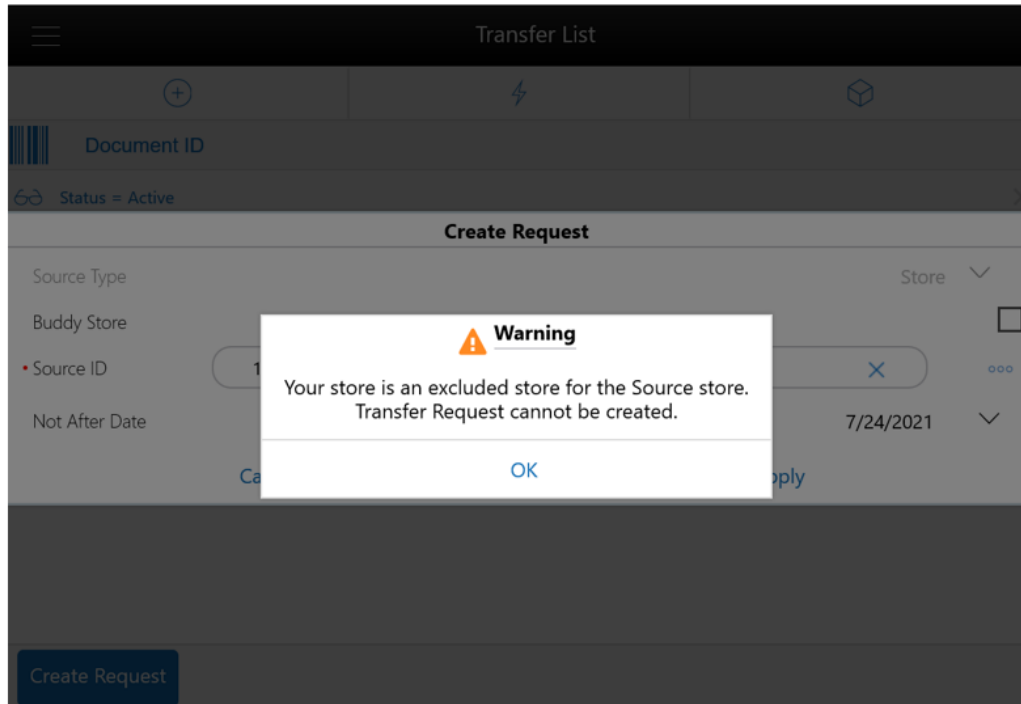 Transfer List
Document ID
Status = Active
Create Request
Source Type Store
Buddy Store
Warning
Source ID 1
Your store is an excluded store for the Source store.
Transfer Request cannot be created.
Not After Date 7/24/2021
OK
Create Request